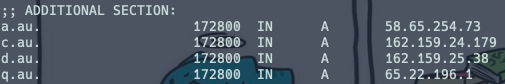 ;; ADDITIONAL SECTION:
a.au. 172800 IN A 58.65.254.73
c.au. 172800 IN A 162.159.24.179
d.au. 172800 IN A 162.159.25.38
q.au. 172800 IN A 65.22.196.1